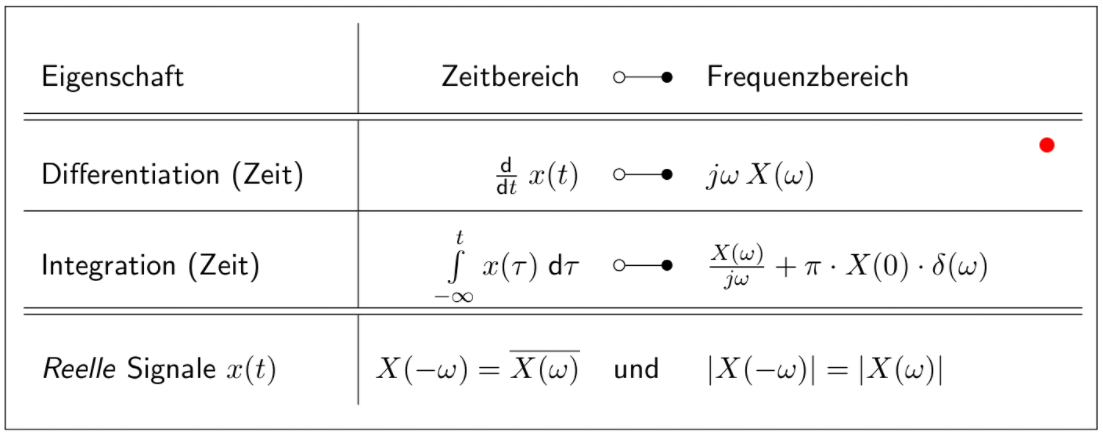 Eigenschaft Zeitbereich ○—● Frequenzbereich
Differentiation (Zeit) d/dt x(t) ○—● jω X(ω)
Integration (Zeit) ∫_{−∞}^{t} x(τ) dτ ○—● X(ω)/jω + π · X(0) · δ(ω)
Reelle Signale x(t) X(−ω) = \overline{X(ω)} und |X(−ω)| = |X(ω)|